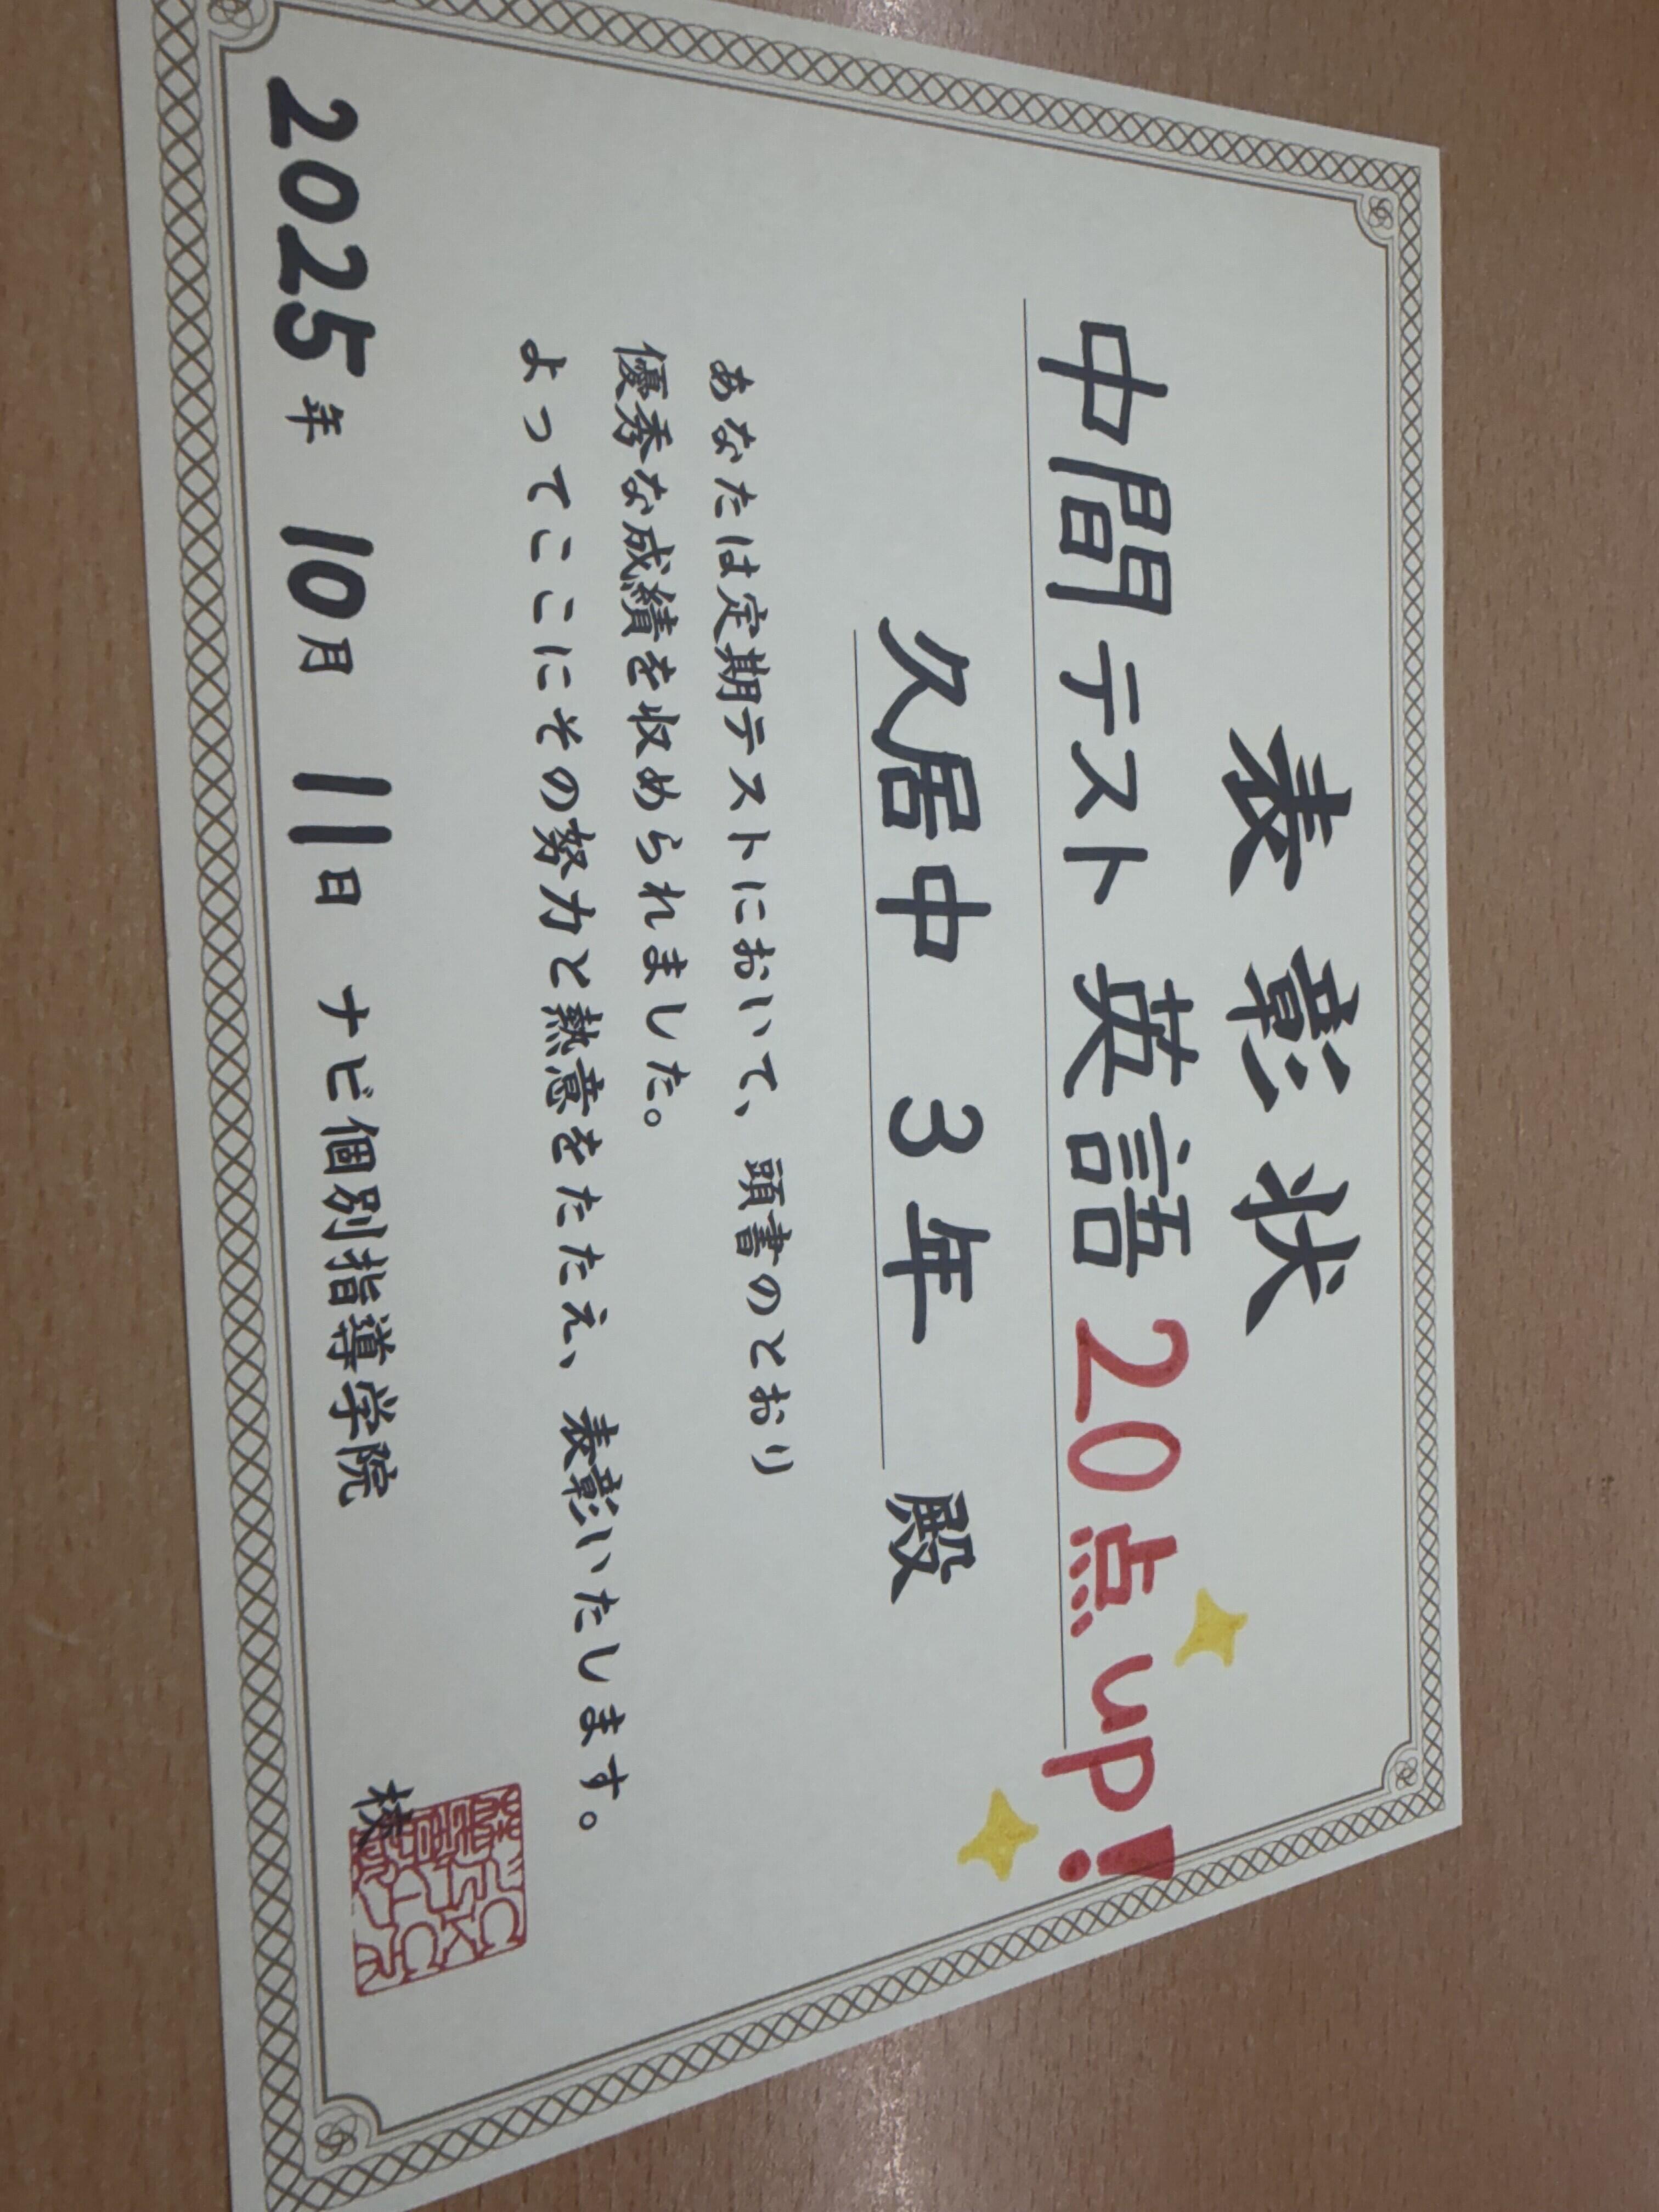 表彰状
中間テスト 英語 20点up!
久居中 3年 殿
あなたは定期テストにおいて、頭書のとおり
優秀な成績を収められました。
よってここにその努力と熱意をたたえ、表彰いたします。
2025年 10月 11日 ナビ個別指導学院 校